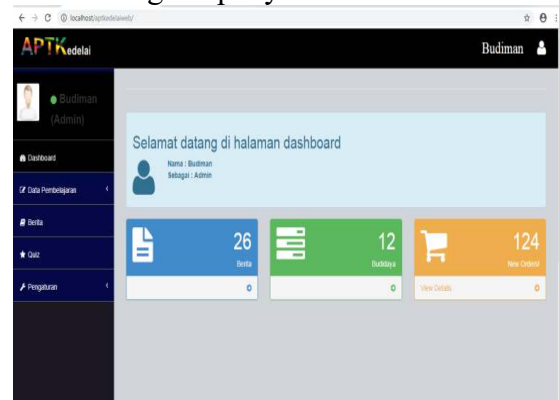 localhost/aptkedelaiweb/
APTKedelai
Budiman
Budiman
(Admin)
Dashboard
Data Pembelajaran
Berita
Quiz
Pengaturan
Selamat datang di halaman dashboard
Nama : Budiman
Sebagai : Admin
26
Berita
12
Budidaya
124
New Orders!
View Details